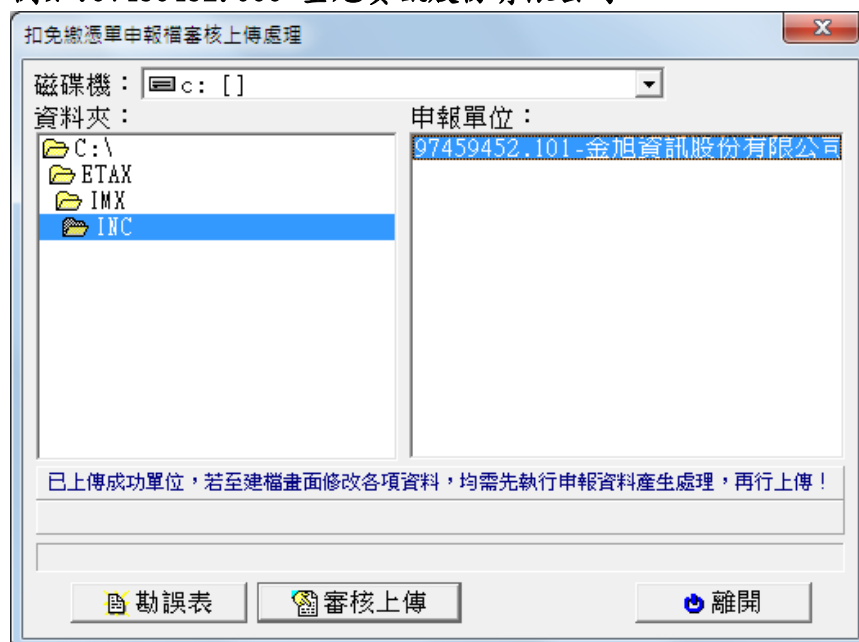 扣免繳憑單申報檔審核上傳處理
磁碟機：
c: []
資料夾：
申報單位：
C:\
ETAX
IMX
INC
97459452.101-金旭資訊股份有限公司
已上傳成功單位，若至建檔畫面修改各項資料，均需先執行申報資料產生處理，再行上傳！
勘誤表
審核上傳
離開